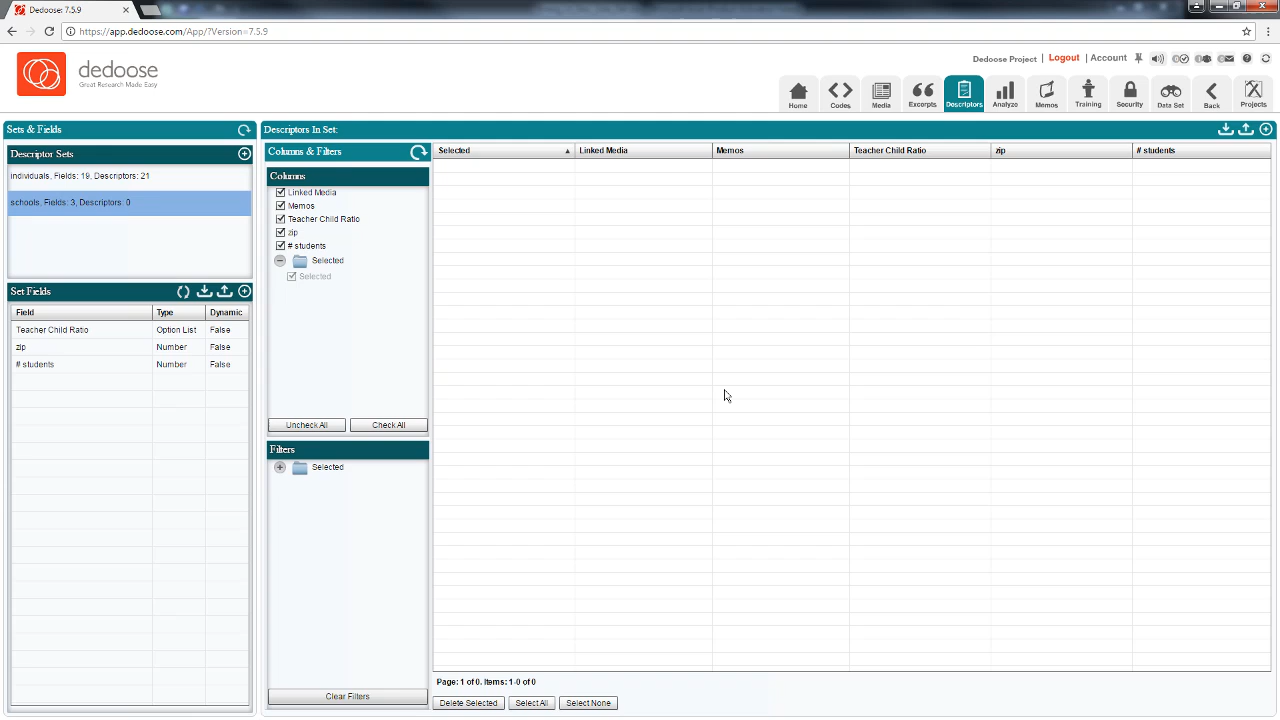 Dedoose: 7.5.9
https://app.dedoose.com/App/?Version=7.5.9
dedoose
Great Research Made Easy
Dedoose Project | Logout | Account
Home Codes Media Excerpts Descriptors Analyze Memos Training Security Data Set Back Projects
Sets & Fields
Descriptor Sets
individuals, Fields: 19, Descriptors: 21
schools, Fields: 3, Descriptors: 0
Set Fields
Field Type Dynamic
Teacher Child Ratio Option List False
zip Number False
# students Number False
Descriptors In Set:
Columns & Filters
Columns
Linked Media
Memos
Teacher Child Ratio
zip
# students
Selected
Selected
Uncheck All Check All
Filters
Selected
Clear Filters
Selected Linked Media Memos Teacher Child Ratio zip # students
Page: 1 of 0. Items: 1-0 of 0
Delete Selected Select All Select None